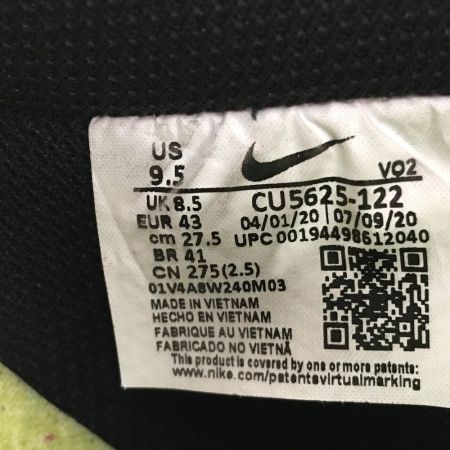 US
9.5
VO2
UK 8.5
CU5625-122
EUR 43
04/01/20 07/09/20
cm 27.5
UPC 00194498612040
BR 41
CN 275(2.5)
01V4A8W240M03
MADE IN VIETNAM
HECHO EN VIETNAM
FABRIQUE AU VIETNAM
FABRICADO NO VIETNÃ
This product is covered by one or more patents:
www.nike.com/patentsvirtualmarking